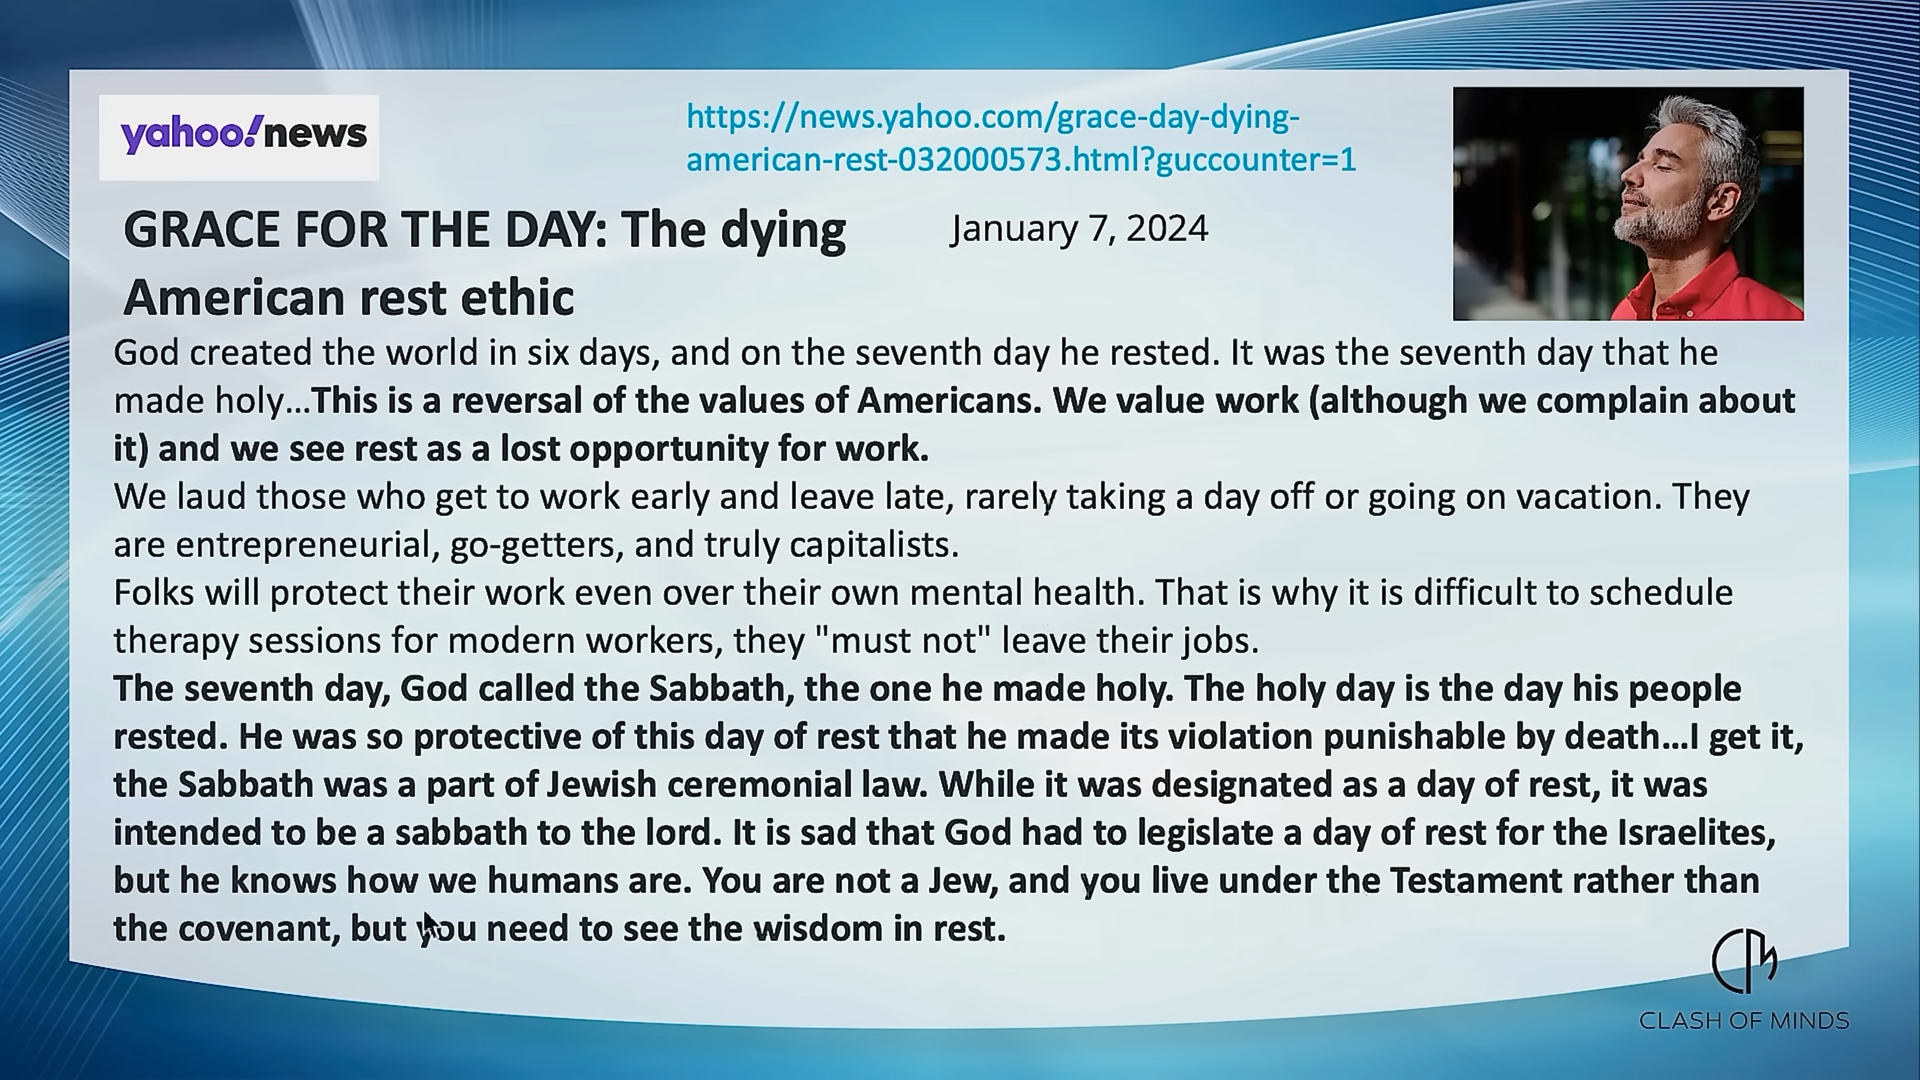 yahoo!news
https://news.yahoo.com/grace-day-dying-
american-rest-032000573.html?guccounter=1
GRACE FOR THE DAY: The dying
American rest ethic
January 7, 2024
God created the world in six days, and on the seventh day he rested. It was the seventh day that he
made holy...This is a reversal of the values of Americans. We value work (although we complain about
it) and we see rest as a lost opportunity for work.
We laud those who get to work early and leave late, rarely taking a day off or going on vacation. They
are entrepreneurial, go-getters, and truly capitalists.
Folks will protect their work even over their own mental health. That is why it is difficult to schedule
therapy sessions for modern workers, they "must not" leave their jobs.
The seventh day, God called the Sabbath, the one he made holy. The holy day is the day his people
rested. He was so protective of this day of rest that he made its violation punishable by death...I get it,
the Sabbath was a part of Jewish ceremonial law. While it was designated as a day of rest, it was
intended to be a sabbath to the lord. It is sad that God had to legislate a day of rest for the Israelites,
but he knows how we humans are. You are not a Jew, and you live under the Testament rather than
the covenant, but you need to see the wisdom in rest.
CLASH OF MINDS